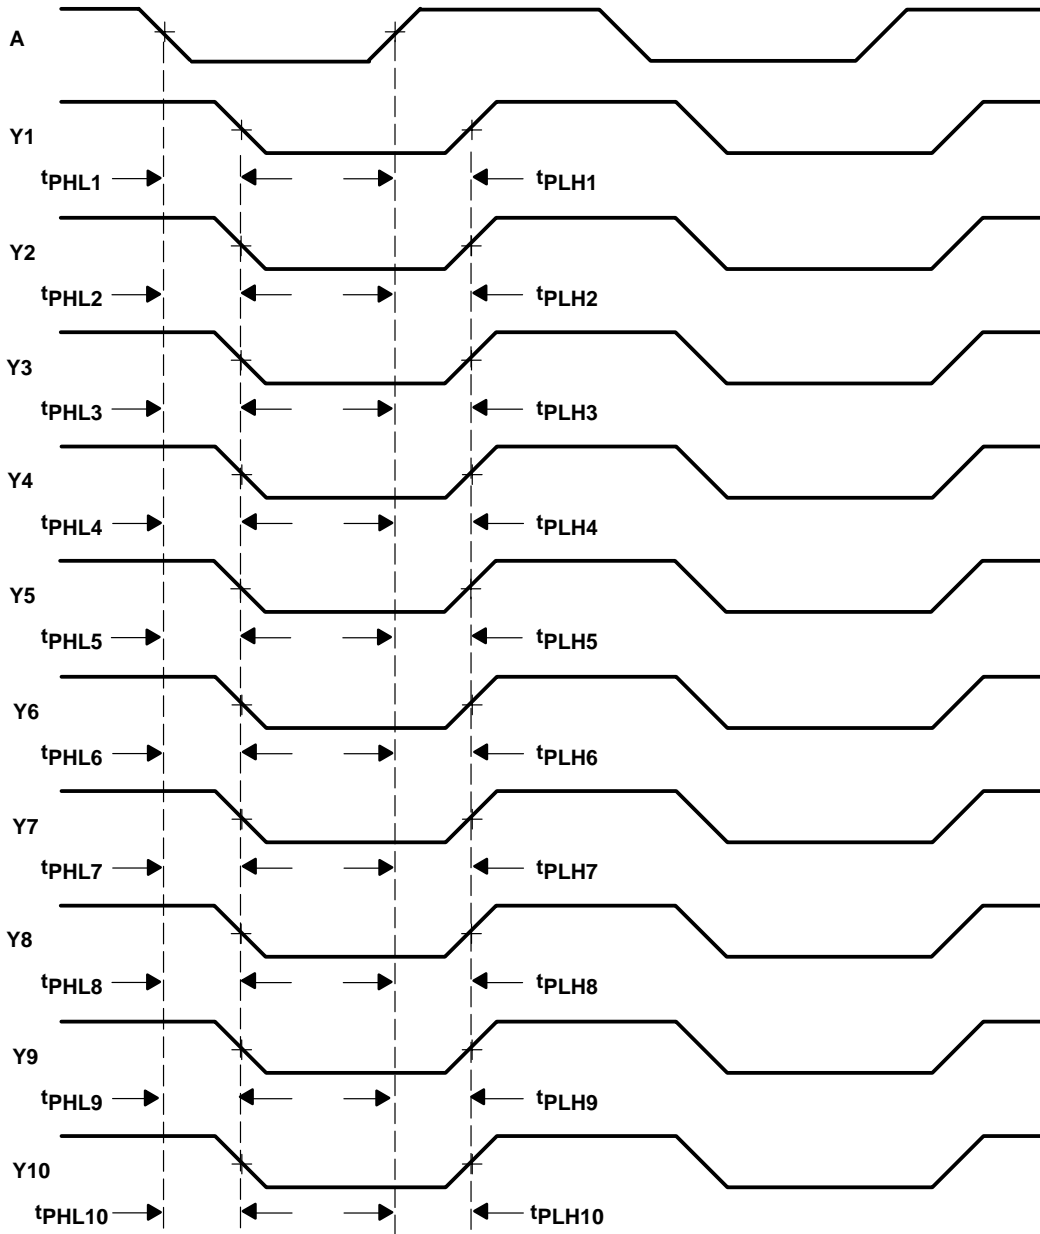 A
Y1
tPHL1 tPLH1
Y2
tPHL2 tPLH2
Y3
tPHL3 tPLH3
Y4
tPHL4 tPLH4
Y5
tPHL5 tPLH5
Y6
tPHL6 tPLH6
Y7
tPHL7 tPLH7
Y8
tPHL8 tPLH8
Y9
tPHL9 tPLH9
Y10
tPHL10 tPLH10